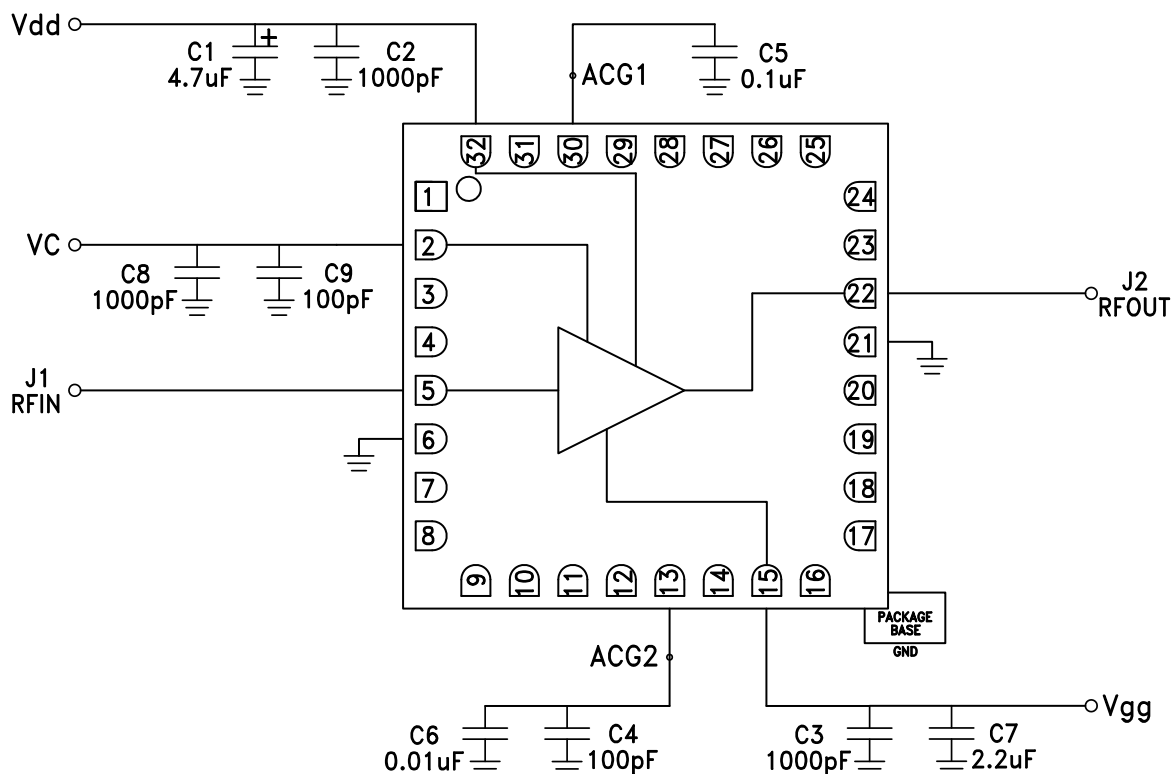 Vdd
+
C1
4.7uF
C2
1000pF
ACG1
C5
0.1uF
32
31
30
29
28
27
26
25
1
2
3
4
5
6
7
8
24
23
22
21
20
19
18
17
VC
C8
1000pF
C9
100pF
J1
RFIN
J2
RFOUT
9
10
11
12
13
14
15
16
PACKAGE
BASE
GND
ACG2
C6
0.01uF
C4
100pF
C3
1000pF
C7
2.2uF
Vgg